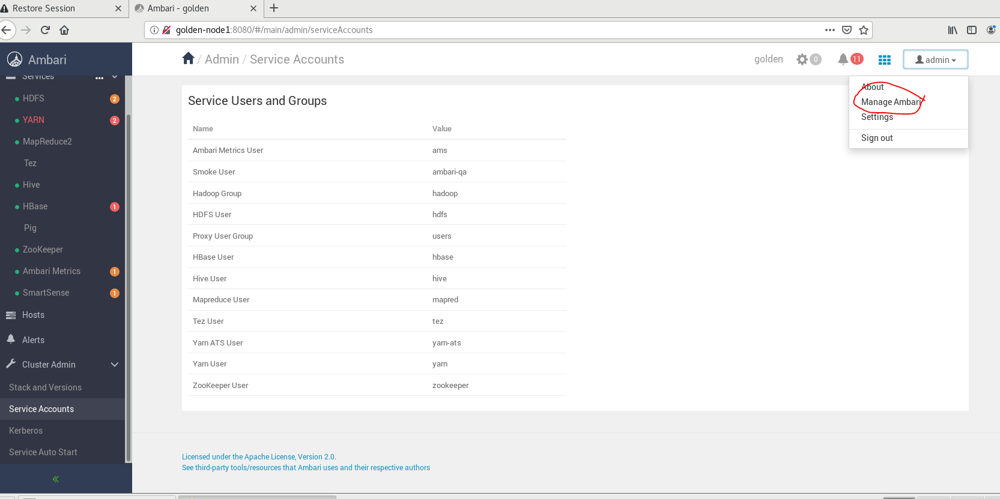 Restore Session
Ambari - golden
golden-node1:8080/#/main/admin/serviceAccounts
Ambari
/ Admin / Service Accounts
golden
0
11
admin
Services
HDFS 2
YARN 2
MapReduce2
Tez
Hive
HBase 1
Pig
ZooKeeper
Ambari Metrics 1
SmartSense 1
Hosts
Alerts
Cluster Admin
Stack and Versions
Service Accounts
Kerberos
Service Auto Start
About
Manage Ambari
Settings
Sign out
Service Users and Groups
Name Value
Ambari Metrics User ams
Smoke User ambari-qa
Hadoop Group hadoop
HDFS User hdfs
Proxy User Group users
HBase User hbase
Hive User hive
Mapreduce User mapred
Tez User tez
Yarn ATS User yarn-ats
Yarn User yarn
ZooKeeper User zookeeper
Licensed under the Apache License, Version 2.0.
See third-party tools/resources that Ambari uses and their respective authors